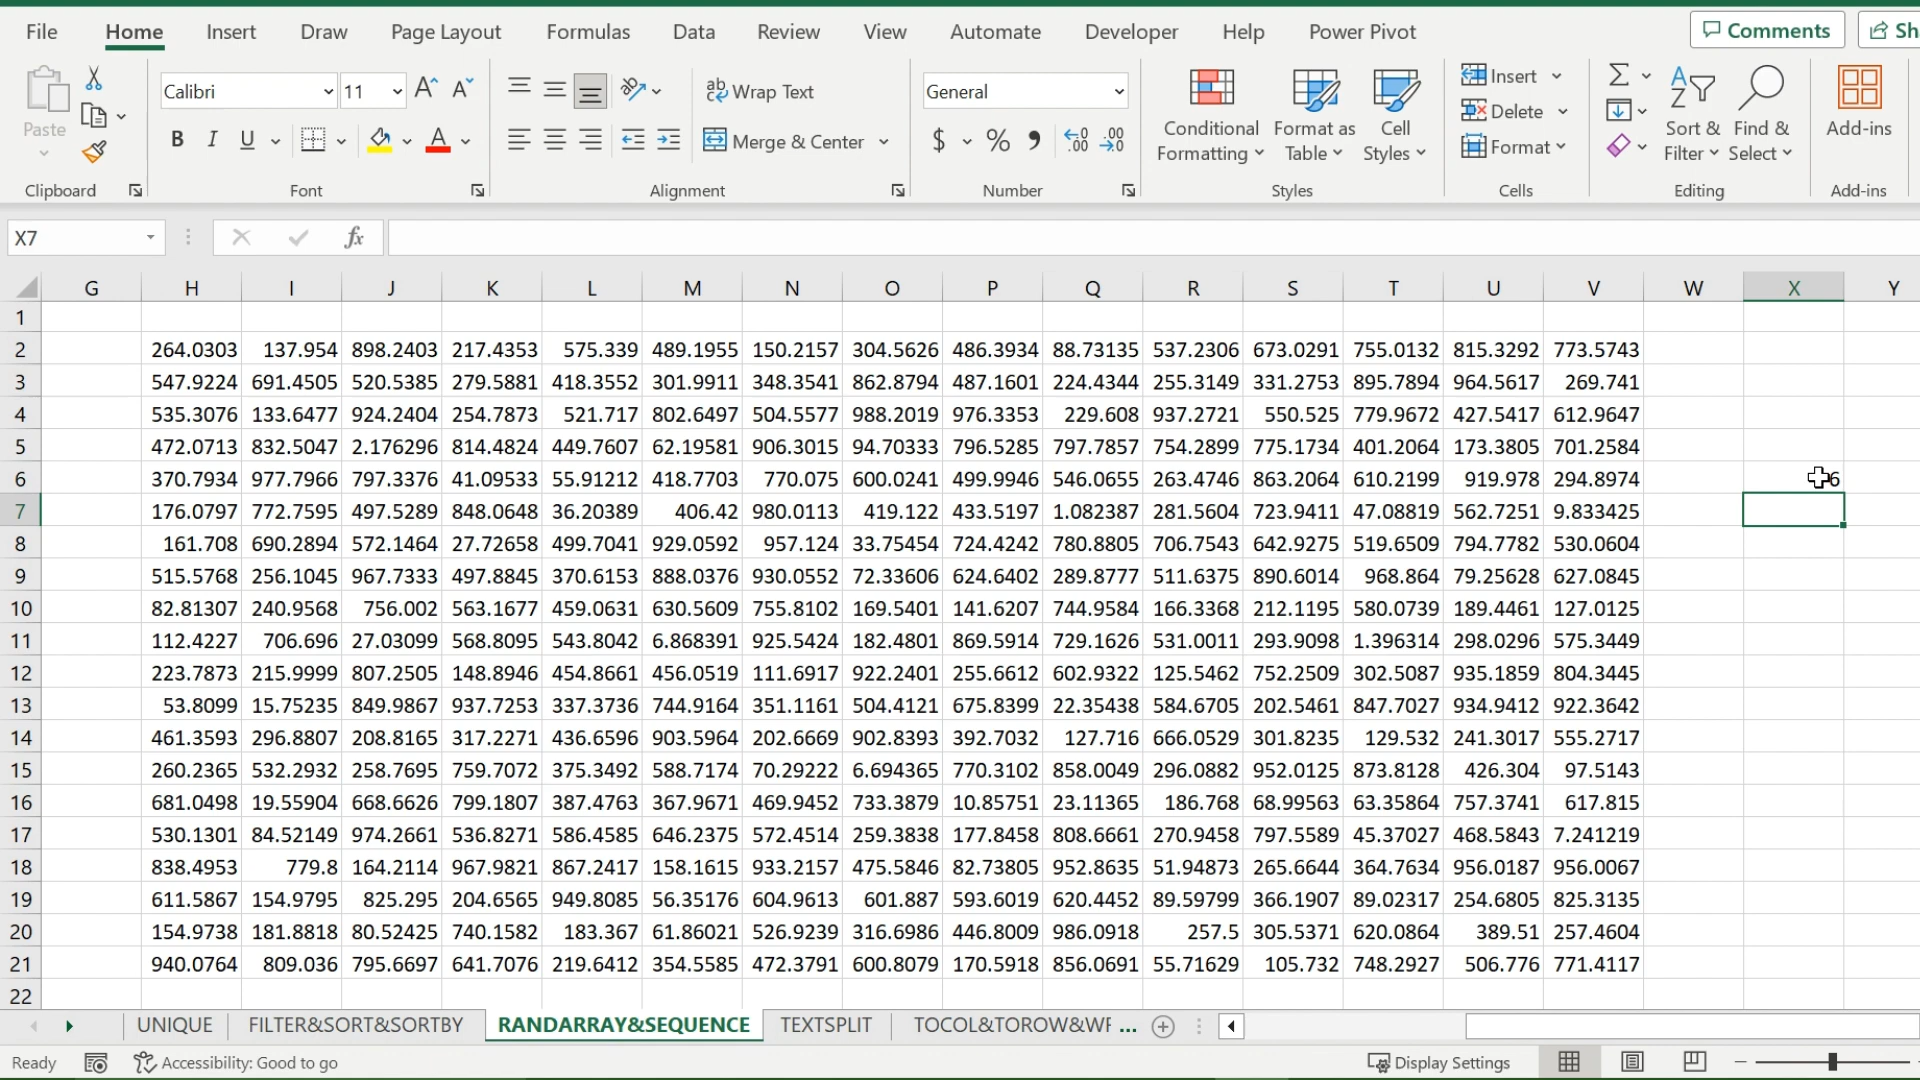 File Home Insert Draw Page Layout Formulas Data Review View Automate Developer Help Power Pivot Comments
Paste Calibri 11 ab Wrap Text General Conditional Formatting Format as Table Cell Styles Insert Delete Format Sort & Filter Find & Select Add-ins
B I U A Merge & Center $ %
Clipboard Font Alignment Number Styles Cells Editing Add-ins
X7 fx
G H I J K L M N O P Q R S T U V W X Y
1
2 264.0303 137.954 898.2403 217.4353 575.339 489.1955 150.2157 304.5626 486.3934 88.73135 537.2306 673.0291 755.0132 815.3292 773.5743
3 547.9224 691.4505 520.5385 279.5881 418.3552 301.9911 348.3541 862.8794 487.1601 224.4344 255.3149 331.2753 895.7894 964.5617 269.741
4 535.3076 133.6477 924.2404 254.7873 521.717 802.6497 504.5577 988.2019 976.3353 229.608 937.2721 550.525 779.9672 427.5417 612.9647
5 472.0713 832.5047 2.176296 814.4824 449.7607 62.19581 906.3015 94.70333 796.5285 797.7857 754.2899 775.1734 401.2064 173.3805 701.2584
6 370.7934 977.7966 797.3376 41.09533 55.91212 418.7703 770.075 600.0241 499.9946 546.0655 263.4746 863.2064 610.2199 919.978 294.8974
7 176.0797 772.7595 497.5289 848.0648 36.20389 406.42 980.0113 419.122 433.5197 1.082387 281.5604 723.9411 47.08819 562.7251 9.833425
8 161.708 690.2894 572.1464 27.72658 499.7041 929.0592 957.124 33.75454 724.4242 780.8805 706.7543 642.9275 519.6509 794.7782 530.0604
9 515.5768 256.1045 967.7333 497.8845 370.6153 888.0376 930.0552 72.33606 624.6402 289.8777 511.6375 890.6014 968.864 79.25628 627.0845
10 82.81307 240.9568 756.002 563.1677 459.0631 630.5609 755.8102 169.5401 141.6207 744.9584 166.3368 212.1195 580.0739 189.4461 127.0125
11 112.4227 706.696 27.03099 568.8095 543.8042 6.868391 925.5424 182.4801 869.5914 729.1626 531.0011 293.9098 1.396314 298.0296 575.3449
12 223.7873 215.9999 807.2505 148.8946 454.8661 456.0519 111.6917 922.2401 255.6612 602.9322 125.5462 752.2509 302.5087 935.1859 804.3445
13 53.8099 15.75235 849.9867 937.7253 337.3736 744.9164 351.1161 504.4121 675.8399 22.35438 584.6705 202.5461 847.7027 934.9412 922.3642
14 461.3593 296.8807 208.8165 317.2271 436.6596 903.5964 202.6669 902.8393 392.7032 127.716 666.0529 301.8235 129.532 241.3017 555.2717
15 260.2365 532.2932 258.7695 759.7072 375.3492 588.7174 70.29222 6.694365 770.3102 858.0049 296.0882 952.0125 873.8128 426.304 97.5143
16 681.0498 19.55904 668.6626 799.1807 387.4763 367.9671 469.9452 733.3879 10.85751 23.11365 186.768 68.99563 63.35864 757.3741 617.815
17 530.1301 84.52149 974.2661 536.8271 586.4585 646.2375 572.4514 259.3838 177.8458 808.6661 270.9458 797.5589 45.37027 468.5843 7.241219
18 838.4953 779.8 164.2114 967.9821 867.2417 158.1615 933.2157 475.5846 82.73805 952.8635 51.94873 265.6644 364.7634 956.0187 956.0067
19 611.5867 154.9795 825.295 204.6565 949.8085 56.35176 604.9613 601.887 593.6019 620.4452 89.59799 366.1907 89.02317 254.6805 825.3135
20 154.9738 181.8818 80.52425 740.1582 183.367 61.86021 526.9239 316.6986 446.8009 986.0918 257.5 305.5371 620.0864 389.51 257.4604
21 940.0764 809.036 795.6697 641.7076 219.6412 354.5585 472.3791 600.8079 170.5918 856.0691 55.71629 105.732 748.2927 506.776 771.4117
22
UNIQUE FILTER&SORT&SORTBY RANDARRAY&SEQUENCE TEXTSPLIT TOCOL&TOROW&WF ...
Ready Accessibility: Good to go Display Settings